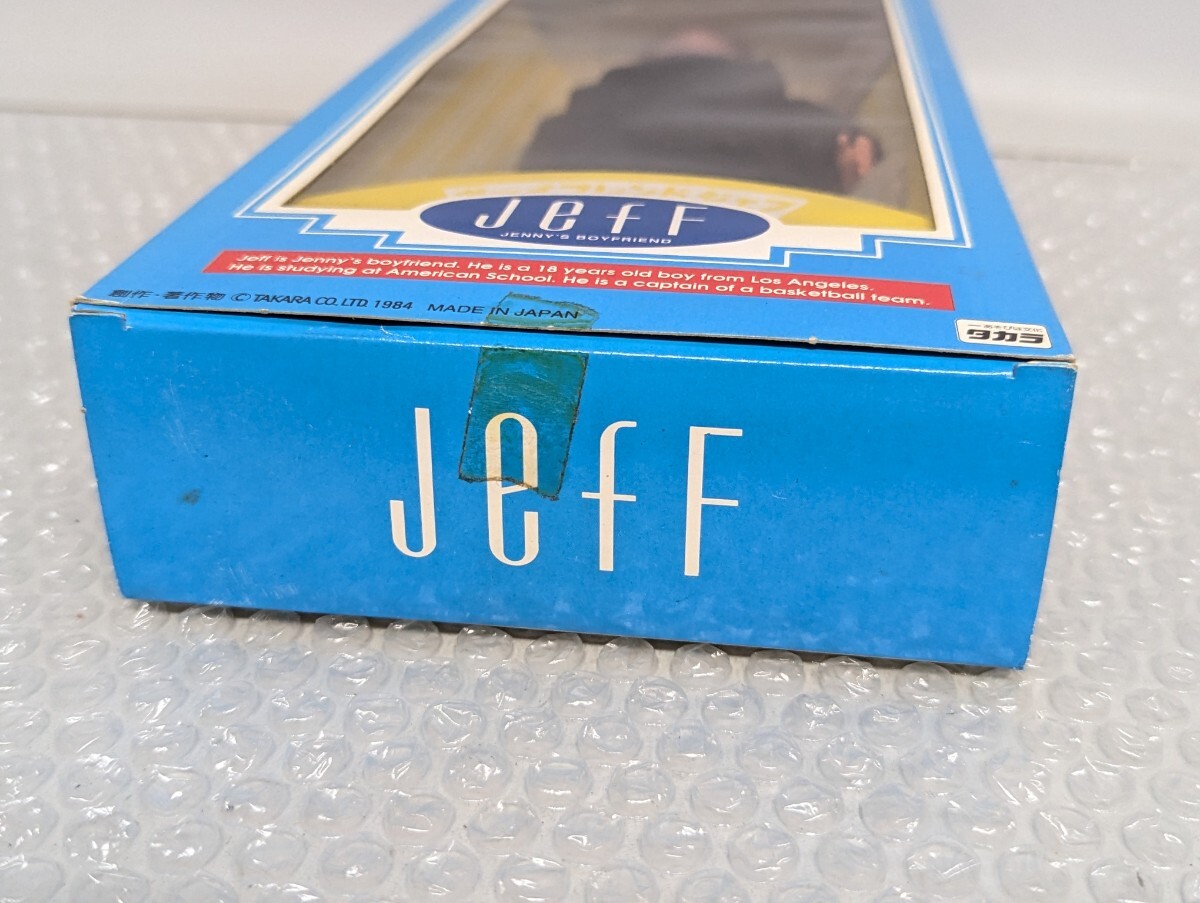 JeFF
JENNY'S BOYFRIEND
Jeff is Jenny's boyfriend. He is a 18 years old boy from Los Angeles.
He is studying at American School. He is a captain of a basketball team.
創作・著作物 © TAKARA CO., LTD. 1984 MADE IN JAPAN
タカラ
JeFF